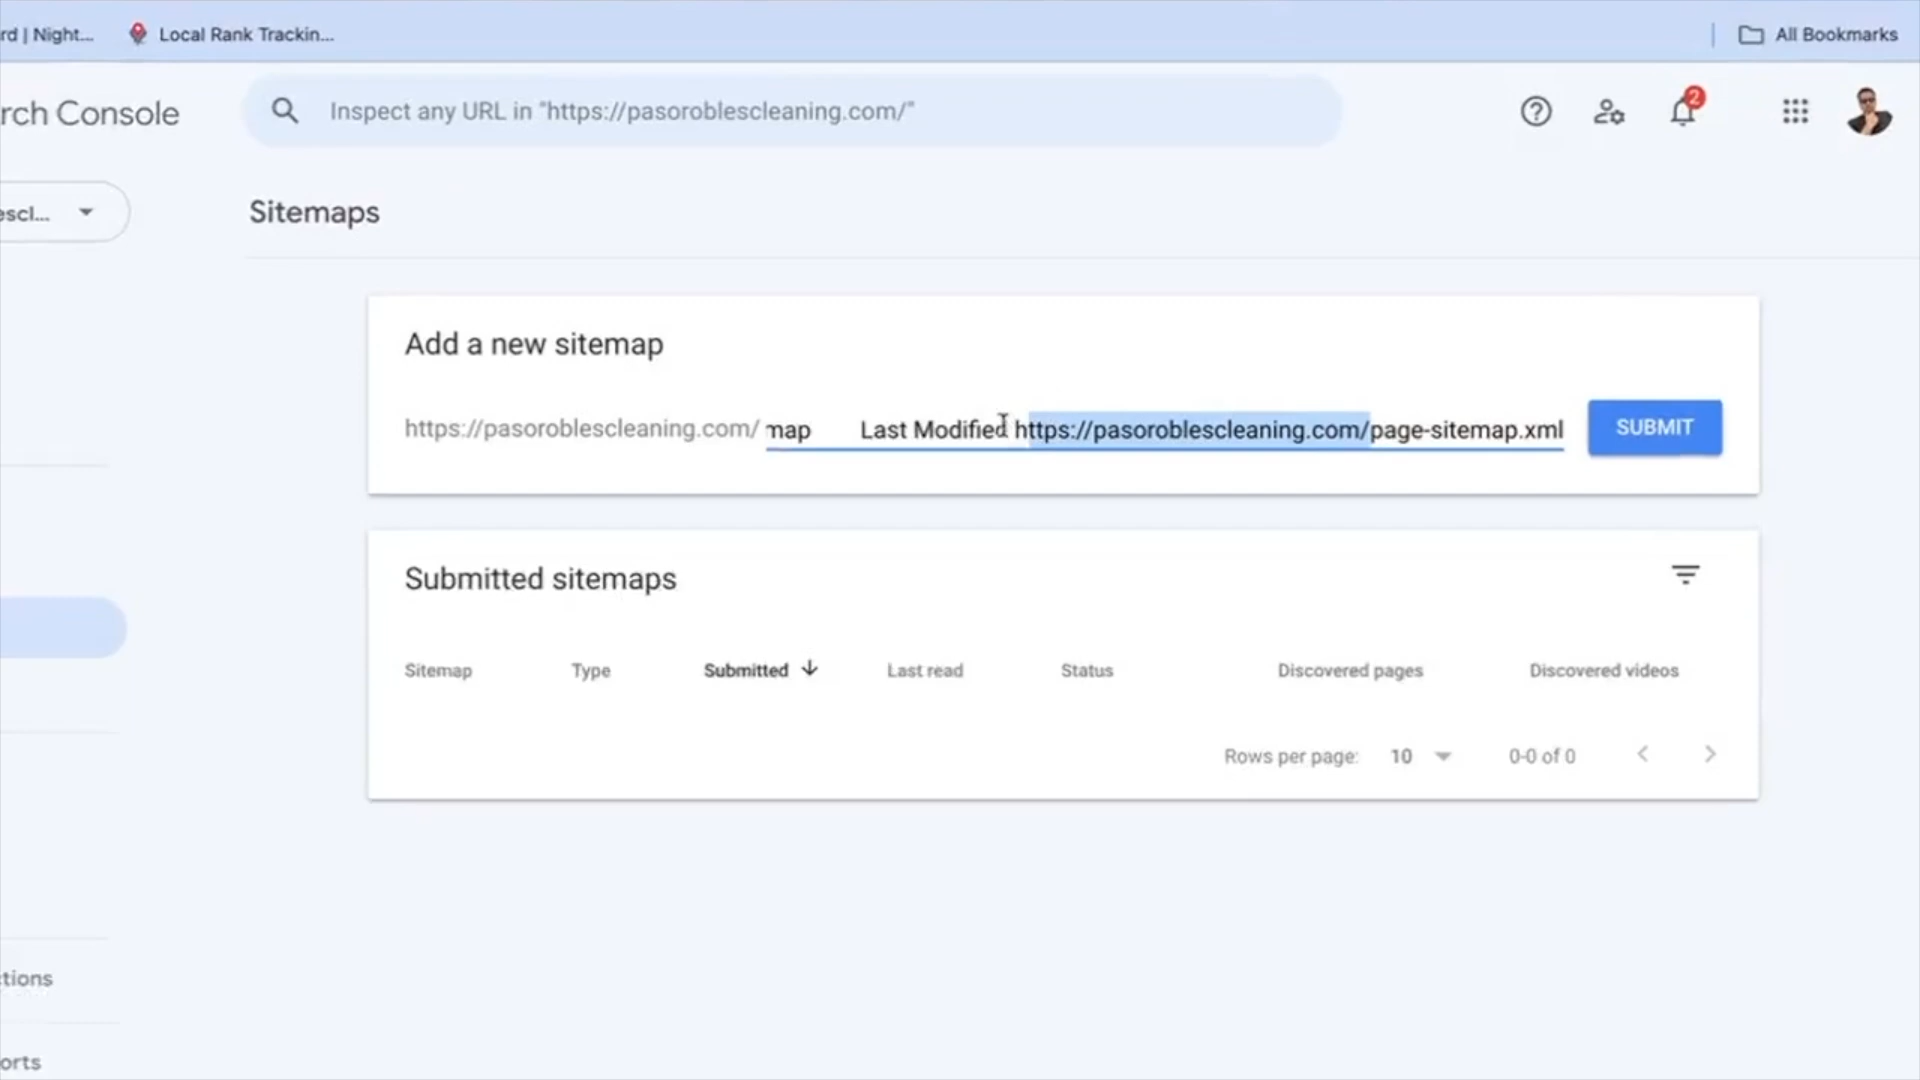 rd | Night...
Local Rank Trackin...
All Bookmarks
rch Console
Inspect any URL in "https://pasoroblescleaning.com/"
2
escl...
Sitemaps
Add a new sitemap
https://pasoroblescleaning.com/ map Last Modified https://pasoroblescleaning.com/page-sitemap.xml
SUBMIT
Submitted sitemaps
Sitemap Type Submitted Last read Status Discovered pages Discovered videos
Rows per page: 10 0-0 of 0
ctions
orts